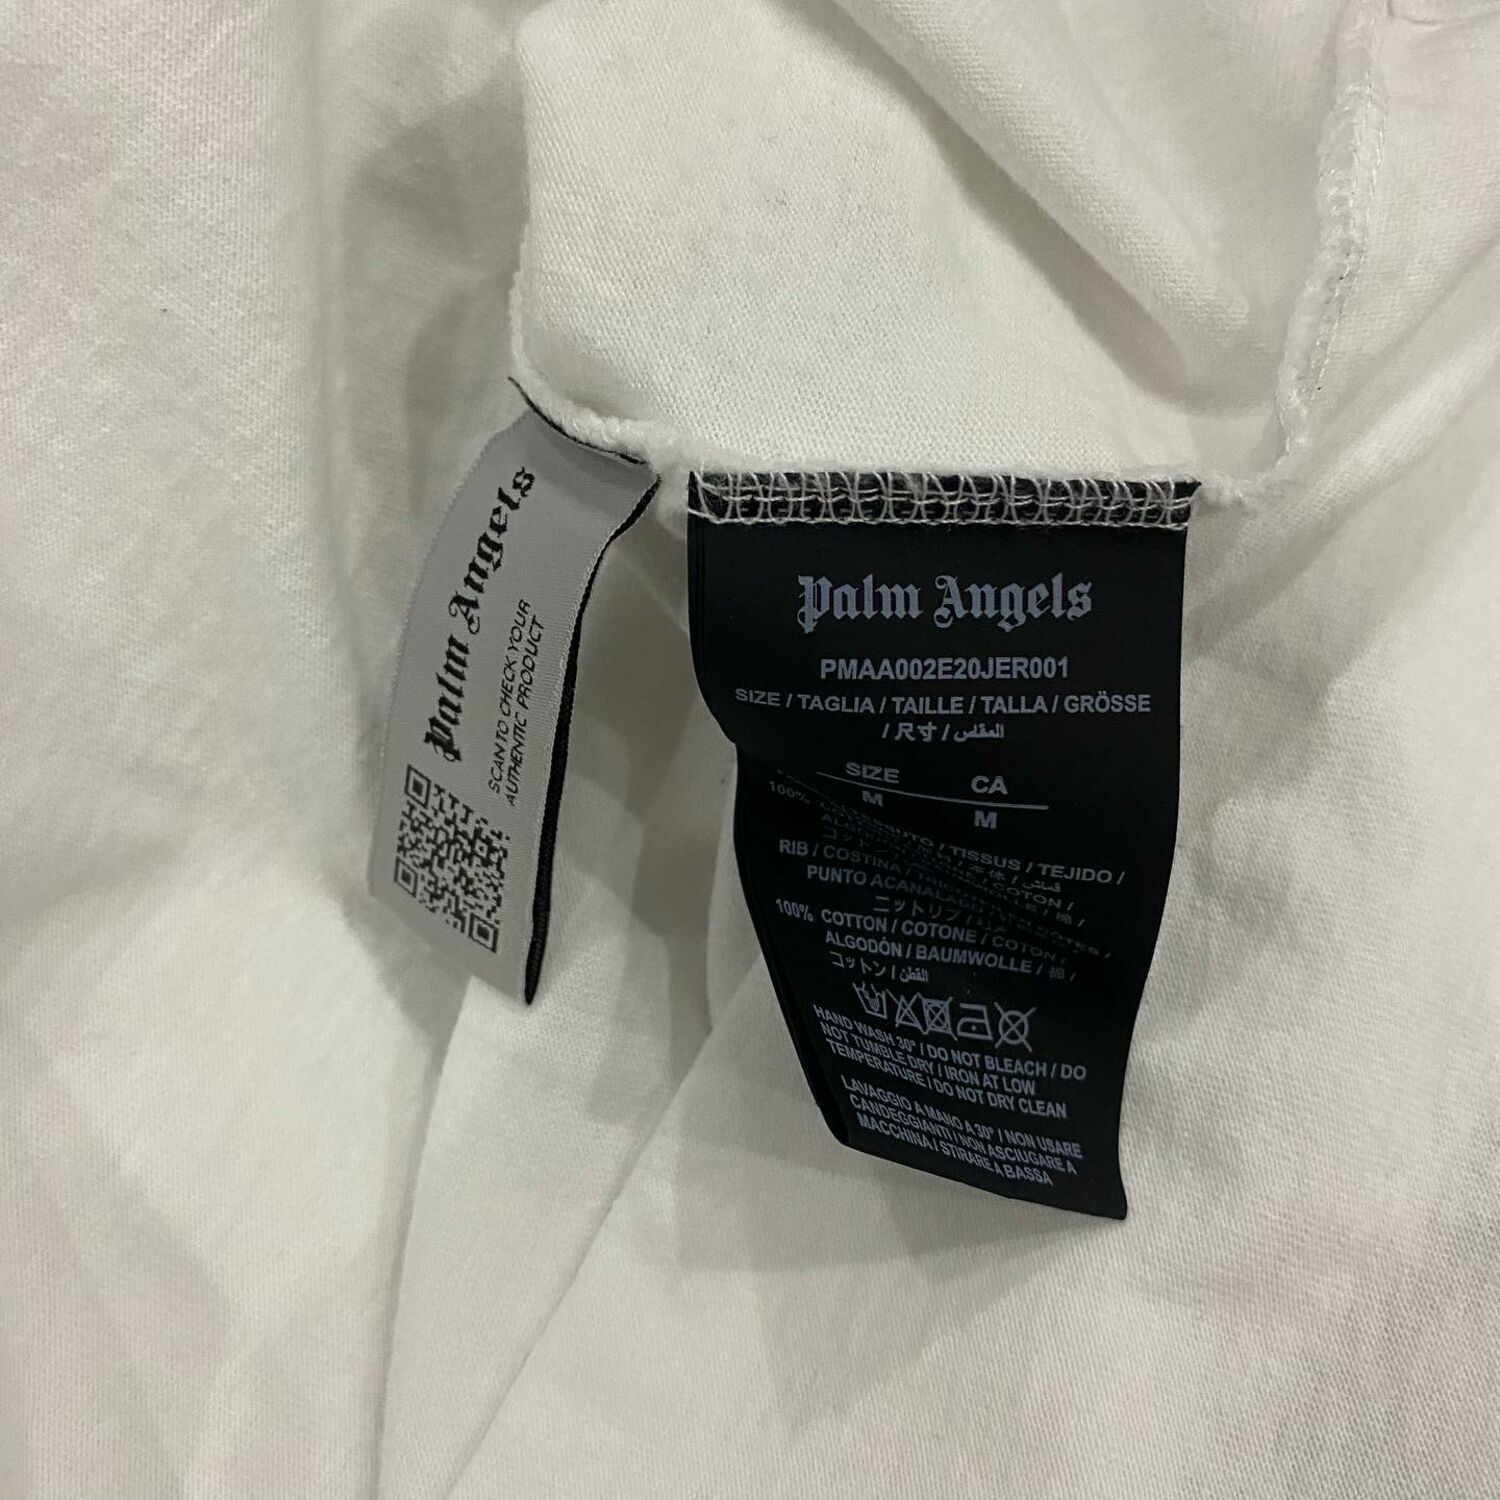 Palm Angels
SCAN TO CHECK YOUR
AUTHENTIC PRODUCT
Palm Angels
PMAA002E20JER001
SIZE / TAGLIA / TAILLE / TALLA / GRÖSSE
/ 尺寸 / المقاس
SIZE CA
M M
100%
/ TISSUS / TEJIDO /
RIB / COSTINA /
PUNTO ACANALADO
ニットリブ /
100% COTTON / COTONE / COTON /
ALGODÓN / BAUMWOLLE / 棉 /
コットン / القطن
HAND WASH 30° / DO NOT BLEACH / DO
NOT TUMBLE DRY / IRON AT LOW
TEMPERATURE / DO NOT DRY CLEAN
LAVAGGIO A MANO A 30° / NON USARE
CANDEGGIANTI / NON ASCIUGARE A
MACCHINA / STIRARE A BASSA